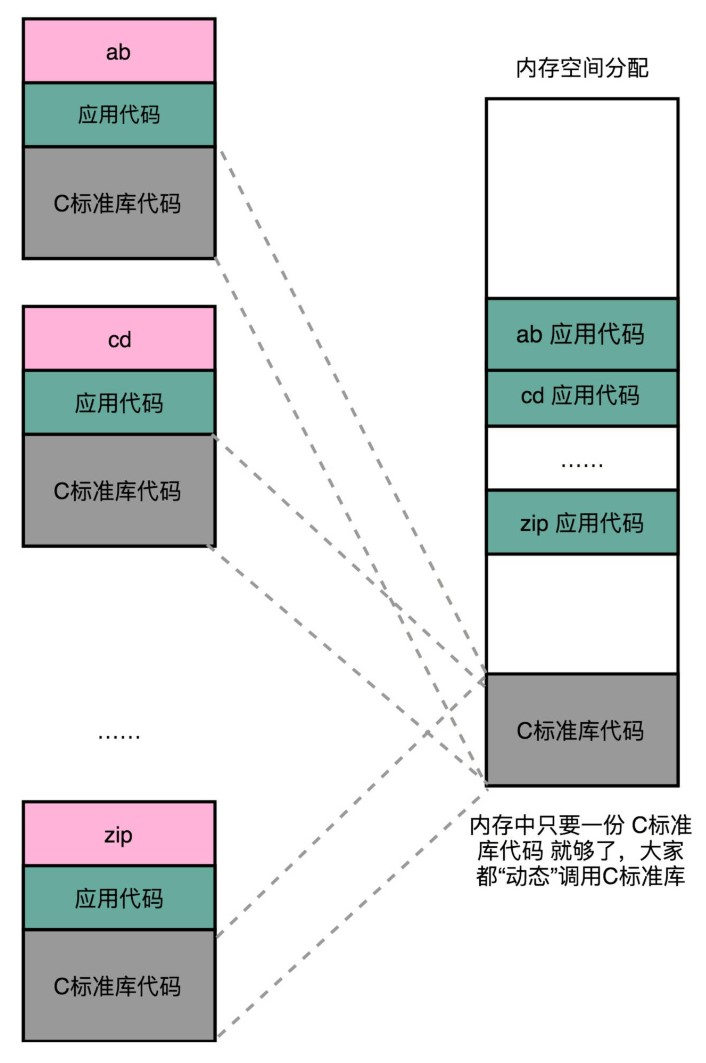 ab
应用代码
C标准库代码
cd
应用代码
C标准库代码
……
zip
应用代码
C标准库代码
内存空间分配
ab 应用代码
cd 应用代码
……
zip 应用代码
C标准库代码
内存中只要一份 C标准
库代码 就够了，大家
都“动态”调用C标准库